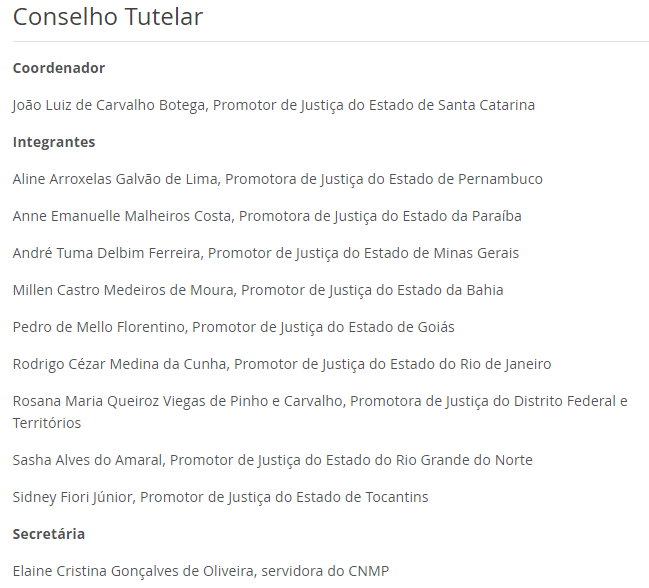 Conselho Tutelar
Coordenador
João Luiz de Carvalho Botega, Promotor de Justiça do Estado de Santa Catarina
Integrantes
Aline Arroxelas Galvão de Lima, Promotora de Justiça do Estado de Pernambuco
Anne Emanuelle Malheiros Costa, Promotora de Justiça do Estado da Paraíba
André Tuma Delbim Ferreira, Promotor de Justiça do Estado de Minas Gerais
Millen Castro Medeiros de Moura, Promotor de Justiça do Estado da Bahia
Pedro de Mello Florentino, Promotor de Justiça do Estado de Goiás
Rodrigo Cézar Medina da Cunha, Promotor de Justiça do Estado do Rio de Janeiro
Rosana Maria Queiroz Viegas de Pinho e Carvalho, Promotora de Justiça do Distrito Federal e
Territórios
Sasha Alves do Amaral, Promotor de Justiça do Estado do Rio Grande do Norte
Sidney Fiori Júnior, Promotor de Justiça do Estado de Tocantins
Secretária
Elaine Cristina Gonçalves de Oliveira, servidora do CNMP